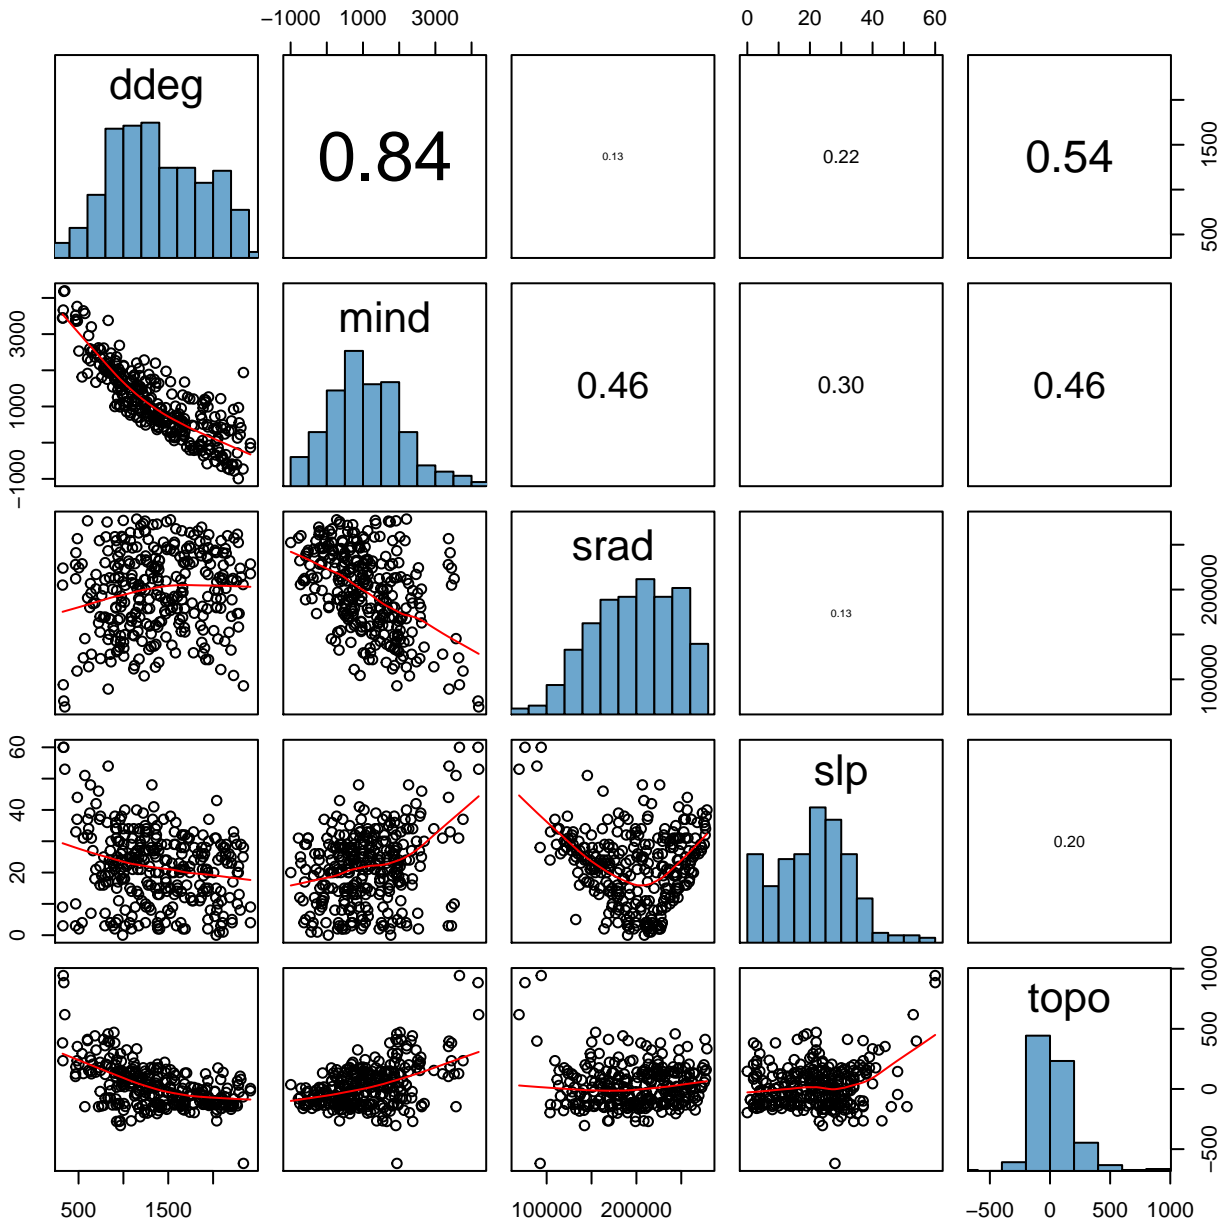 −1000 1000 3000 0 20 40 60
ddeg 0.84 0.13 0.22 0.54
500 1500
mind 0.46 0.30 0.46
−1000 1000 3000
srad 0.13
100000 200000
slp 0.20
0 20 40 60
topo
−500 0 500 1000
500 1500 100000 200000 −500 0 500 1000